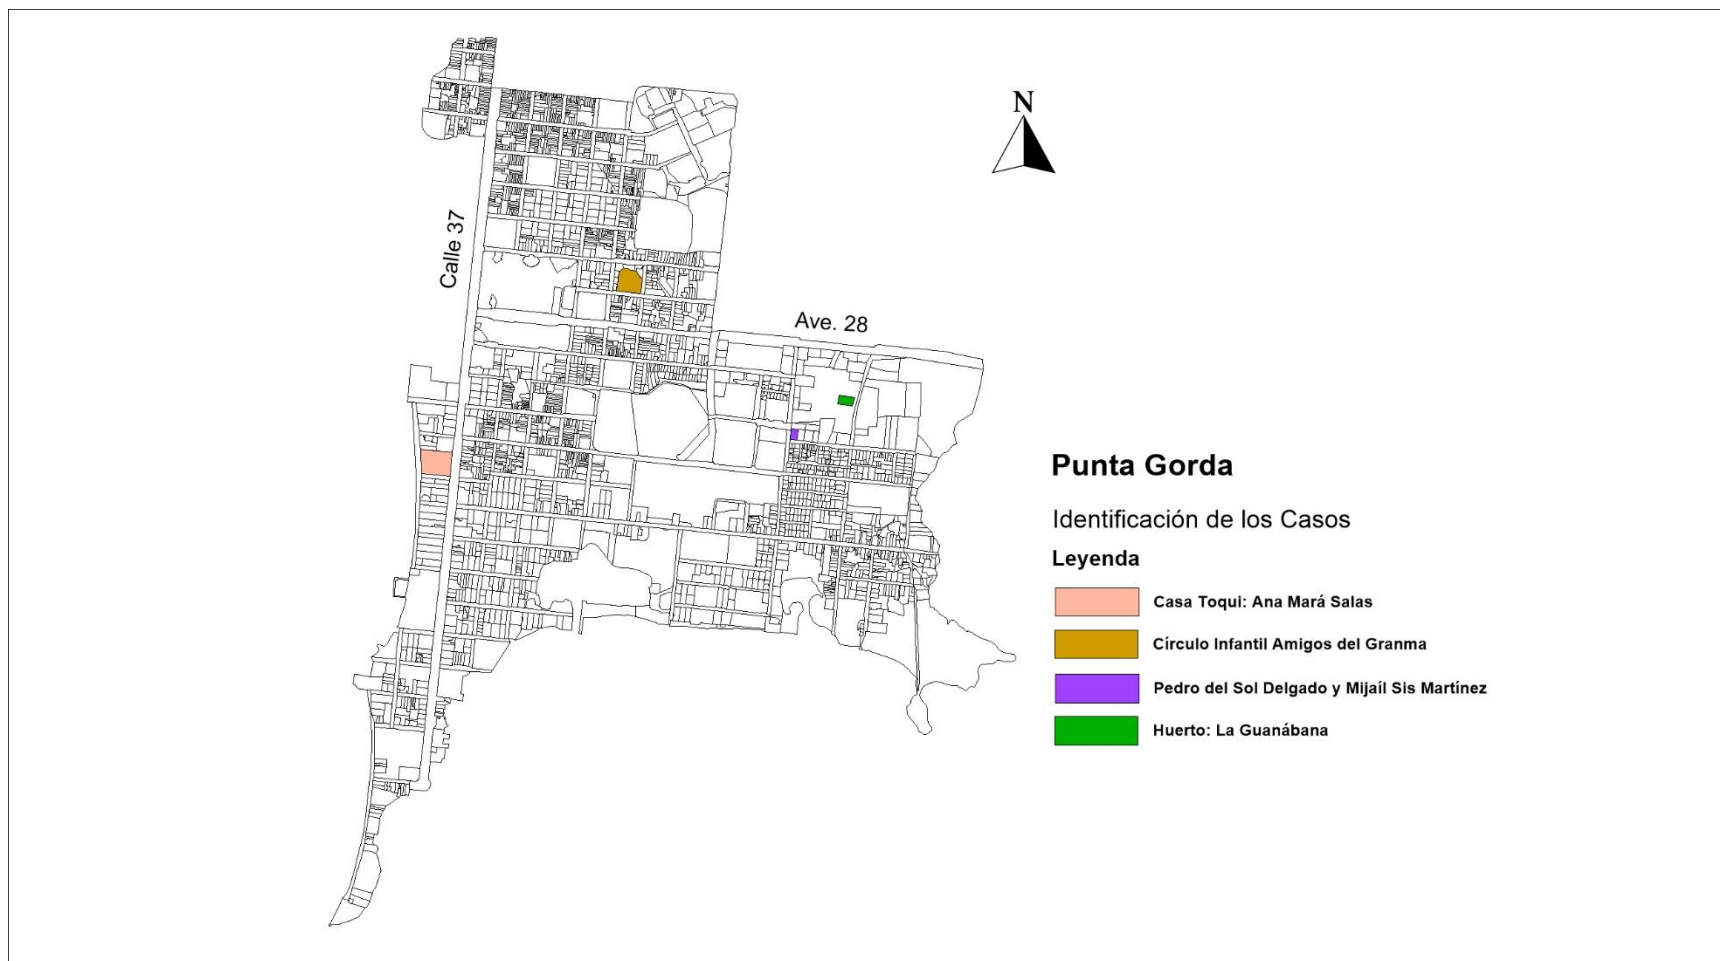 N
Calle 37
Ave. 28
Punta Gorda
Identificación de los Casos
Leyenda
Casa Toqui: Ana Mará Salas
Círculo Infantil Amigos del Granma
Pedro del Sol Delgado y Mijaíl Sis Martínez
Huerto: La Guanábana